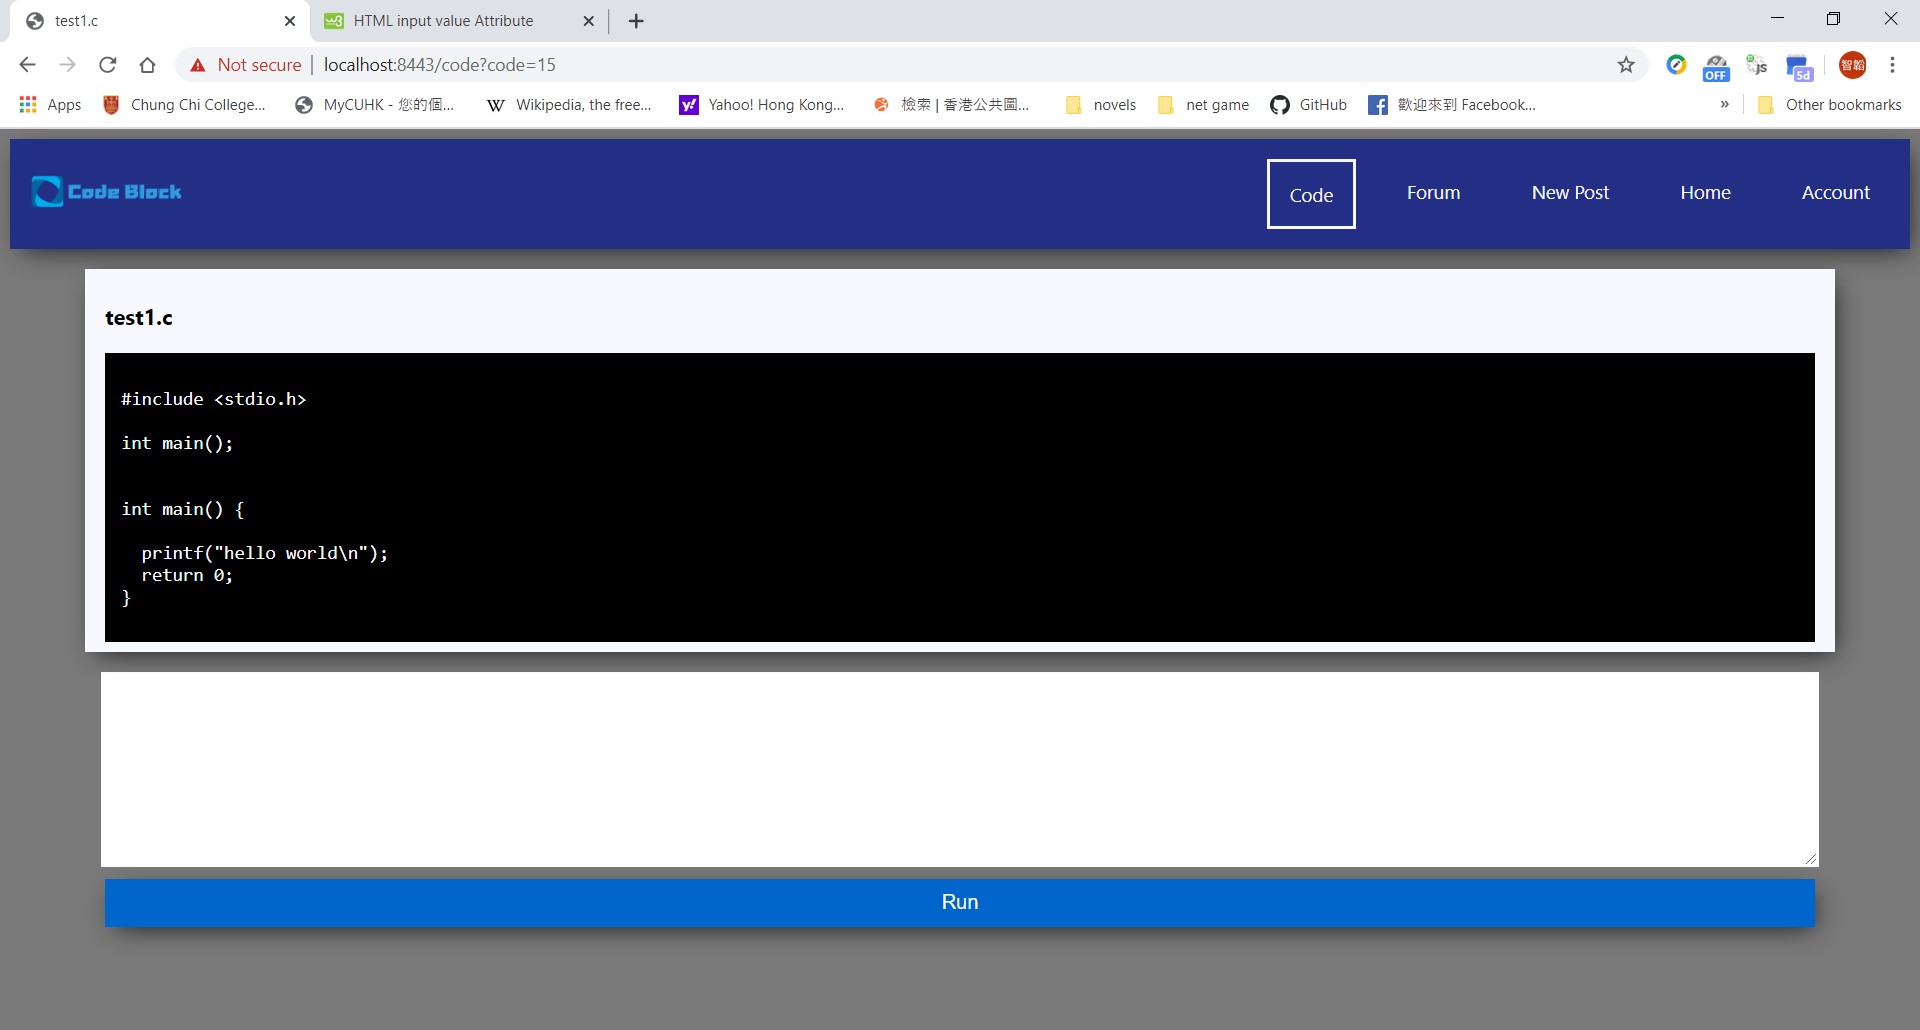 test1.c
HTML input value Attribute
Not secure | localhost:8443/code?code=15
OFF
js
5d
智韜
Apps
Chung Chi College...
MyCUHK - 您的個...
W Wikipedia, the free...
y! Yahoo! Hong Kong...
檢索 | 香港公共圖...
novels
net game
GitHub
歡迎來到 Facebook...
»
Other bookmarks
Code Block
Code
Forum
New Post
Home
Account
test1.c
#include <stdio.h>
int main();
int main() {
printf("hello world\n");
return 0;
}
Run